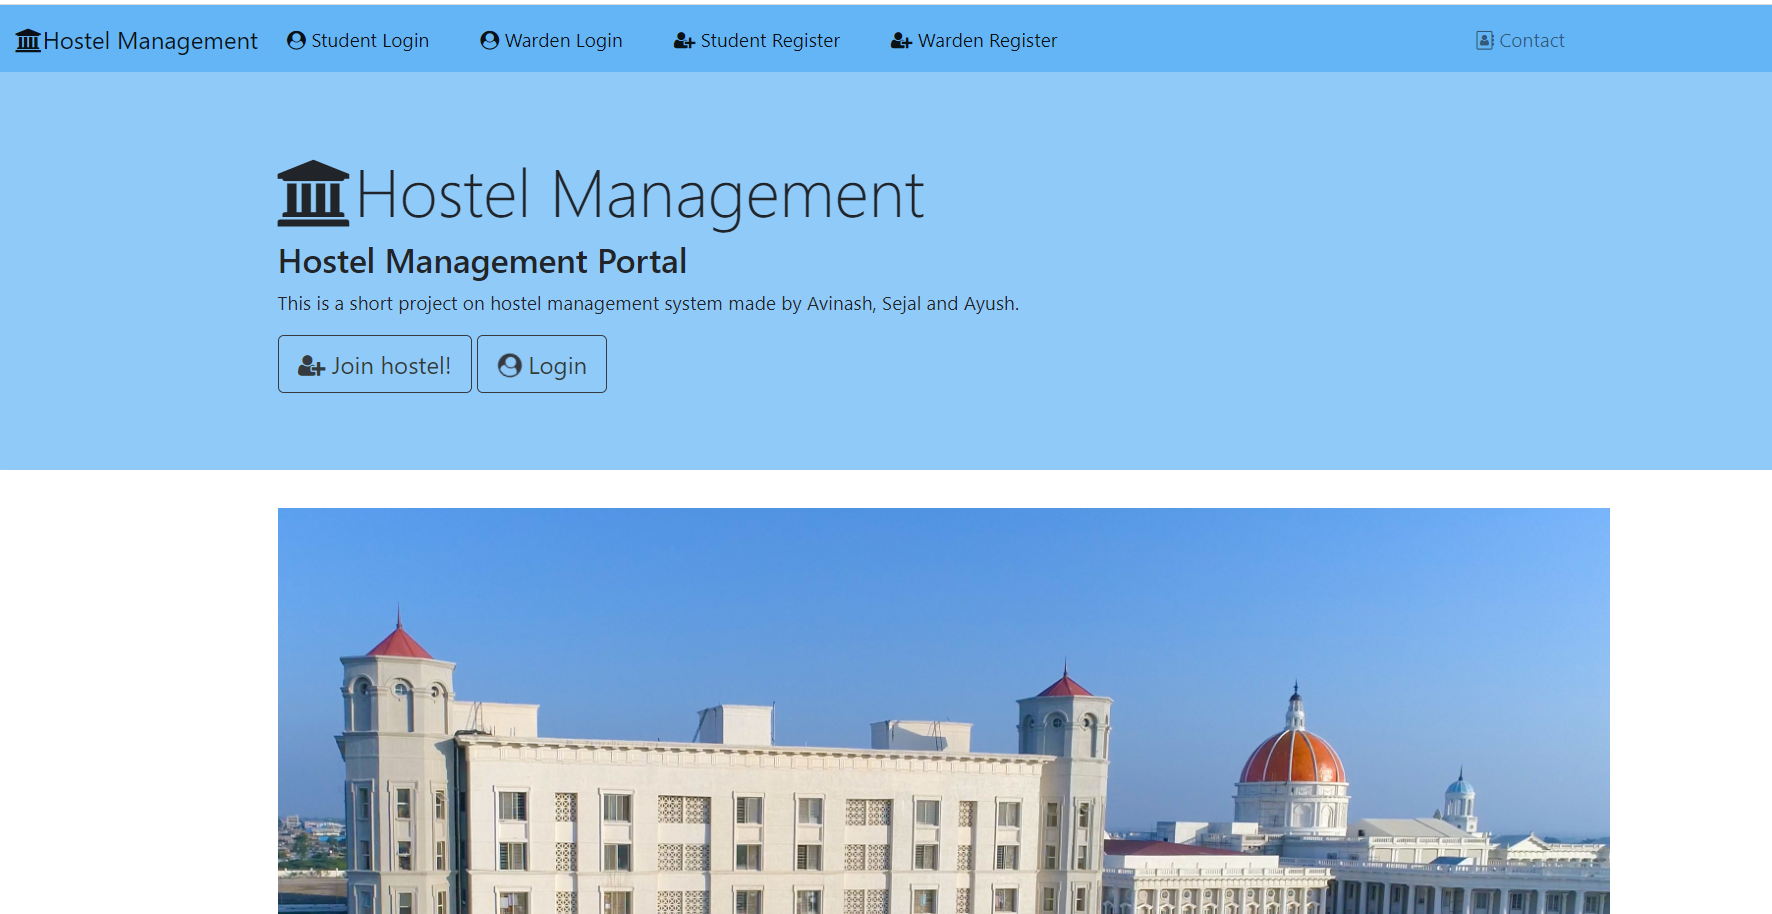 Hostel Management Student Login Warden Login Student Register Warden Register Contact
Hostel Management
Hostel Management Portal
This is a short project on hostel management system made by Avinash, Sejal and Ayush.
Join hostel! Login